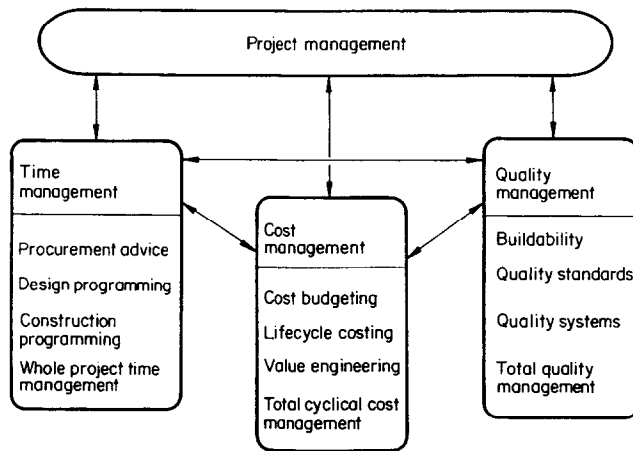 Project management
Time
management
Procurement advice
Design programming
Construction
programming
Whole project time
management
Cost
management
Cost budgeting
Lifecycle costing
Value engineering
Total cyclical cost
management
Quality
management
Buildability
Quality standards
Quality systems
Total quality
management